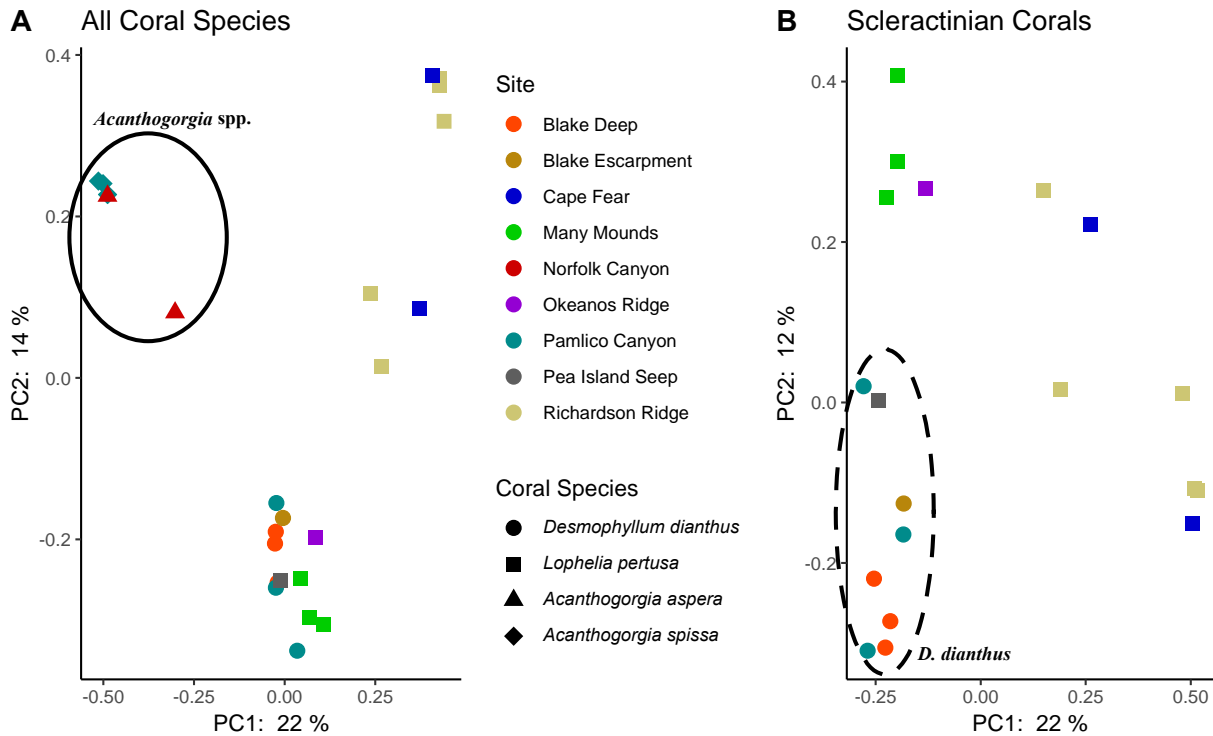 A All Coral Species
0.4
0.2
0.0
-0.2
PC2: 14 %
Acanthogorgia spp.
-0.50 -0.25 0.00 0.25
PC1: 22 %
Site
Blake Deep
Blake Escarpment
Cape Fear
Many Mounds
Norfolk Canyon
Okeanos Ridge
Pamlico Canyon
Pea Island Seep
Richardson Ridge
Coral Species
Desmophyllum dianthus
Lophelia pertusa
Acanthogorgia aspera
Acanthogorgia spissa
B Scleractinian Corals
0.4
0.2
0.0
-0.2
PC2: 12 %
D. dianthus
-0.25 0.00 0.25 0.50
PC1: 22 %